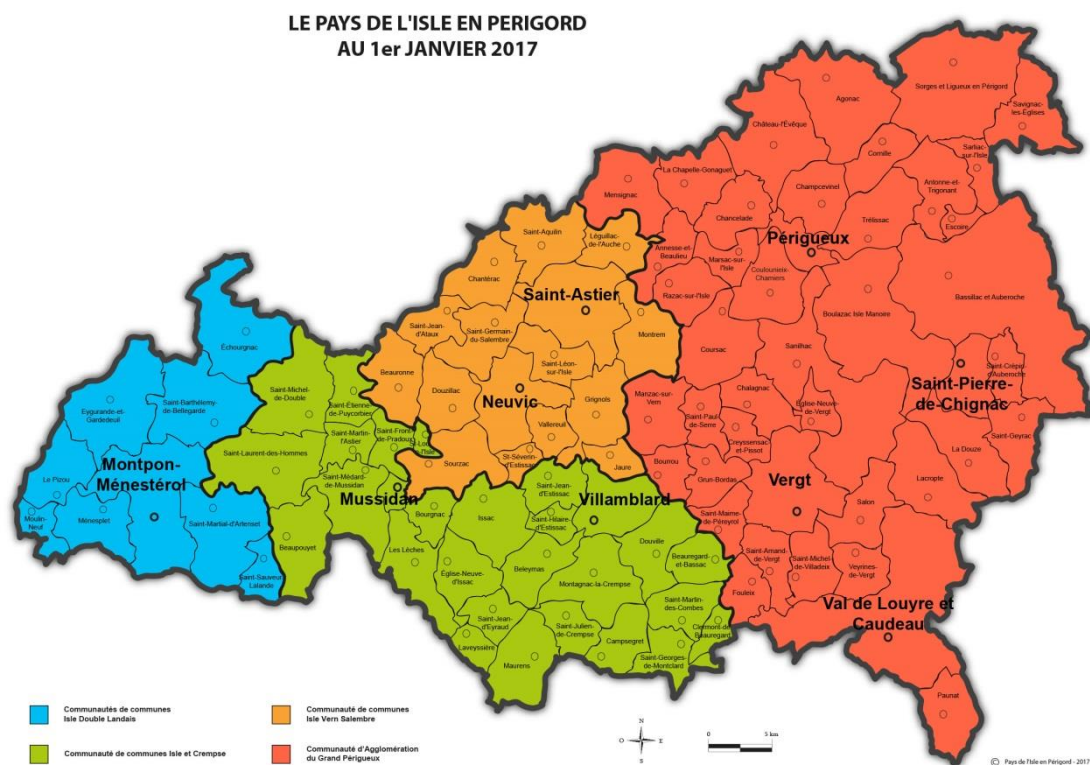 LE PAYS DE L'ISLE EN PERIGORD
AU 1er JANVIER 2017
Sorges et Ligueux en Périgord
Agonac
Savignac-
les-Églises
Château-l'Évêque
Cornille
Sarliac-
sur-l'Isle
La Chapelle-Gonaguet
Mensignac
Champcevinel
Antonne-et-
Trigonant
Chancelade
Trélissac
Escoire
Saint-Aquilin
Léguillac-
de-l'Auche
Annesse-et-
Beaulieu
Marsac-sur-
l'Isle
Périgueux
Coulounieix-
Chamiers
Chantérac
Saint-Astier
Razac-sur-l'Isle
Bassillac et Auberoche
Boulazac Isle Manoire
Saint-Jean-
d'Ataux
Saint-Germain-
du-Salembre
Montrem
Échourgnac
Coursac
Sanilhac
Saint-Léon-
sur-l'Isle
Beauronne
Saint-Crépin-
d'Auberoche
Saint-Pierre-
de-Chignac
Saint-Michel-
de-Double
Saint-Étienne-
de-Puycorbier
Douzillac
Neuvic
Grignols
Manzac-sur-
Vern
Chalagnac
Église-Neuve-
de-Vergt
Saint-Barthélemy-
de-Bellegarde
Eygurande-et-
Gardedeuil
Saint-Paul-
de-Serre
Creyssensac-
et-Pissot
Saint-Geyrac
Saint-Martin-
l'Astier
Saint-Front-
de-Pradoux
Vallereuil
La Douze
Saint-Laurent-des-Hommes
Sourzac
St-Séverin-
d'Estissac
Jaure
Bourrou
Grun-Bordas
Vergt
Lacropte
Montpon-
Ménestérol
Le Pizou
Saint-Médard-
de-Mussidan
Mussidan
Saint-Jean-
d'Estissac
Villamblard
Salon
Moulin-
Neuf
Ménesplet
Saint-Martial-d'Artenset
Bourgnac
Issac
Saint-Hilaire-
d'Estissac
Saint-Mairne-
de-Péreyrol
Beaupouyet
Les Lèches
Douville
Beauregard-
et-Bassac
Saint-Amand-
de-Vergt
Saint-Michel-
de-Villadeix
Veyrines-
de-Vergt
Saint-Sauveur-
Lalande
Église-Neuve-
d'Issac
Beleymas
Montagnac-la-Crempse
Fouleix
Saint-Martin-
des-Combes
Val de Louyre et
Caudeau
Saint-Jean-
d'Eyraud
Saint-Julien-
de-Crempse
Campsegret
Clermont-de-
Beauregard
Laveyssière
Maurens
Saint-Georges-
de-Montclard
Paunat
Communautés de communes
Isle Double Landais
Communauté de communes
Isle Vern Salembre
Communauté de communes Isle et Crempse
Communauté d'Agglomération
du Grand Périgueux
N
O
E
S
0
5 km
© Pays de l'Isle en Périgord - 2017